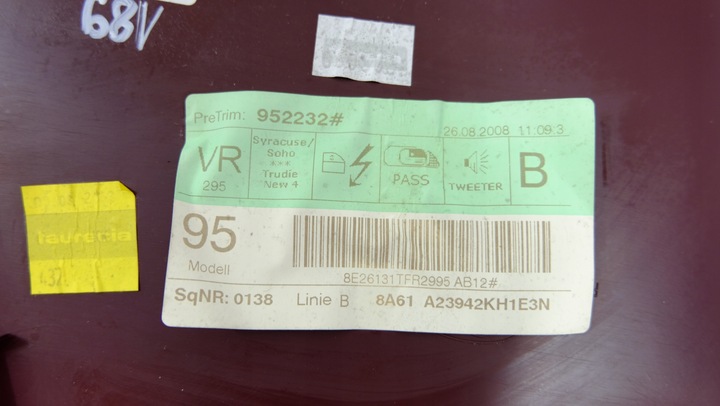 68V
PreTrim: 952232#
26.08.2008 11:09:3
VR
295
Syracuse/
Soho
***
Trudie
New 4
PASS
TWEETER
B
faurecia
432
95
Modell
8E26131TFR2995 AB12#
SqNR: 0138 Linie B 8A61 A23942KH1E3N